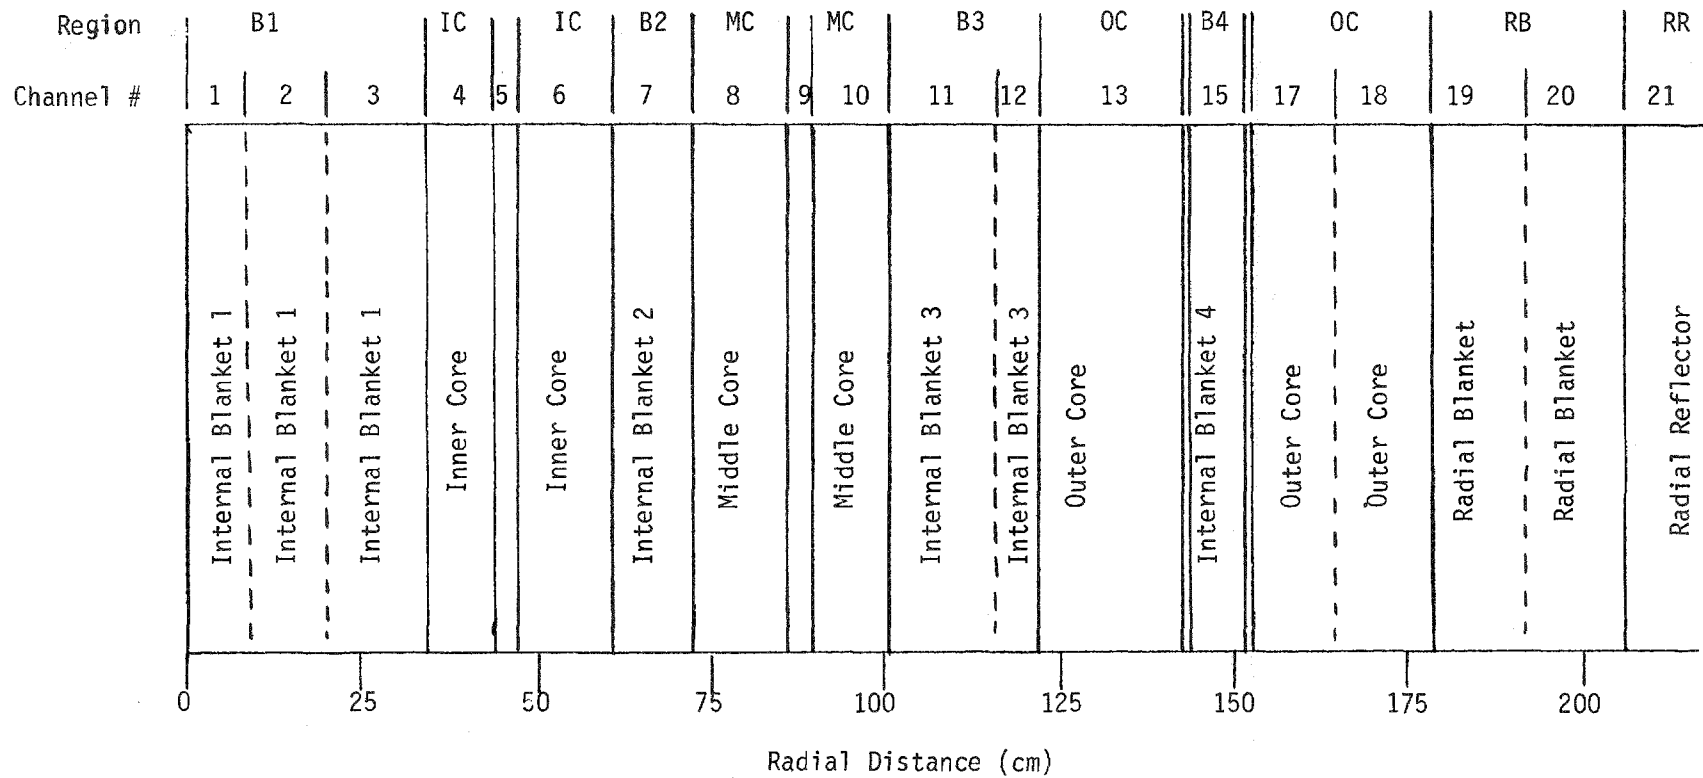 Region B1 IC IC B2 MC MC B3 OC B4 OC RB RR
Channel # 1 2 3 4 5 6 7 8 9 10 11 12 13 15 17 18 19 20 21
Internal Blanket 1
Internal Blanket 1
Internal Blanket 1
Inner Core
Inner Core
Internal Blanket 2
Middle Core
Middle Core
Internal Blanket 3
Internal Blanket 3
Outer Core
Internal Blanket 4
Outer Core
Outer Core
Radial Blanket
Radial Blanket
Radial Reflector
0 25 50 75 100 125 150 175 200
Radial Distance (cm)